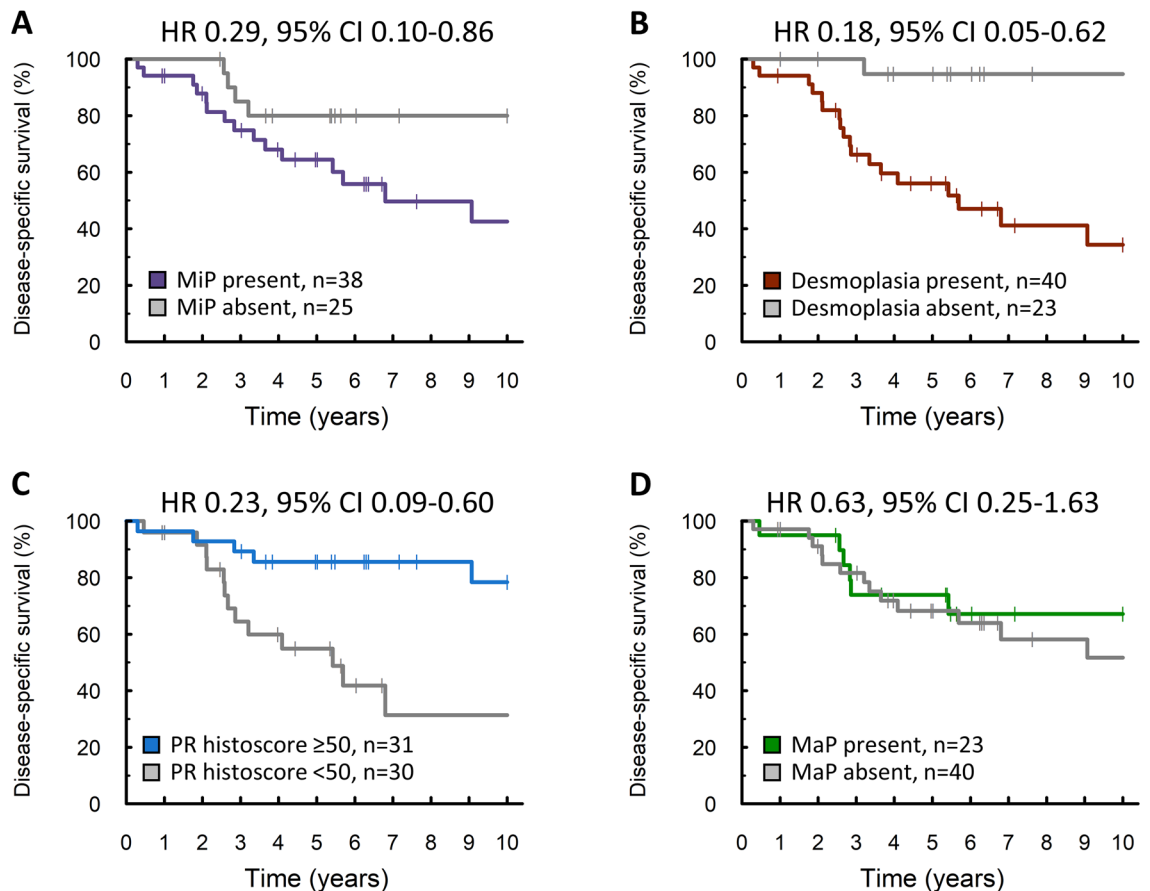 A
HR 0.29, 95% CI 0.10-0.86
Disease-specific survival (%)
100
80
60
40
20
0
MiP present, n=38
MiP absent, n=25
0 1 2 3 4 5 6 7 8 9 10
Time (years)
B
HR 0.18, 95% CI 0.05-0.62
Disease-specific survival (%)
100
80
60
40
20
0
Desmoplasia present, n=40
Desmoplasia absent, n=23
0 1 2 3 4 5 6 7 8 9 10
Time (years)
C
HR 0.23, 95% CI 0.09-0.60
Disease-specific survival (%)
100
80
60
40
20
0
PR histoscore ≥50, n=31
PR histoscore <50, n=30
0 1 2 3 4 5 6 7 8 9 10
Time (years)
D
HR 0.63, 95% CI 0.25-1.63
Disease-specific survival (%)
100
80
60
40
20
0
MaP present, n=23
MaP absent, n=40
0 1 2 3 4 5 6 7 8 9 10
Time (years)